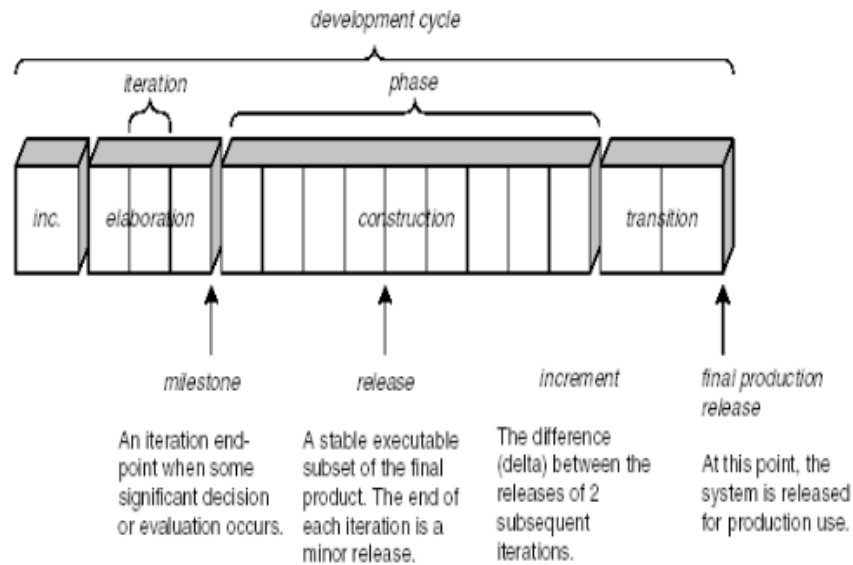 development cycle
iteration
phase
inc.
elaboration
construction
transition
milestone
An iteration end-
point when some
significant decision
or evaluation occurs.
release
A stable executable
subset of the final
product. The end of
each iteration is a
minor release.
increment
The difference
(delta) between the
releases of 2
subsequent
iterations.
final production
release
At this point, the
system is released
for production use.